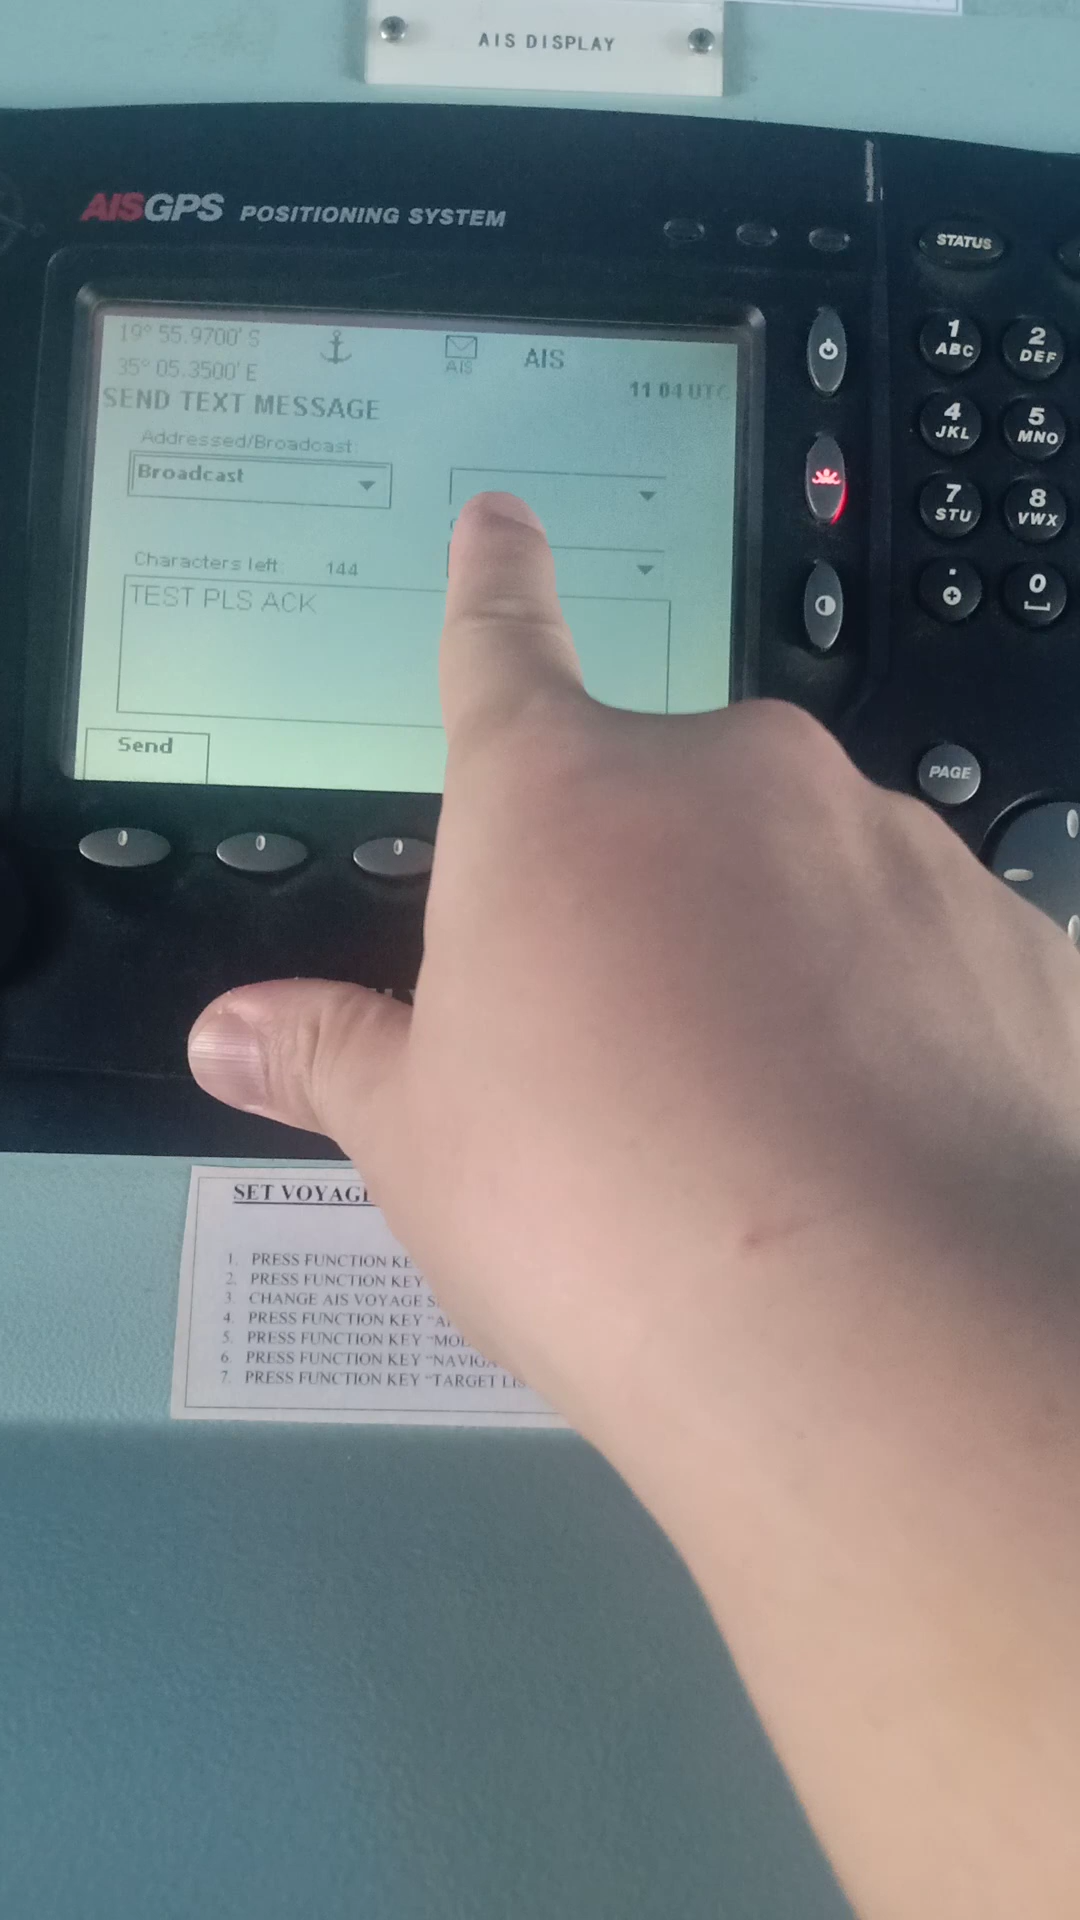 AIS DISPLAY
AISGPS POSITIONING SYSTEM
STATUS
19° 55.9700' S
35° 05.3500' E
AIS
AIS
11 04 UTC
SEND TEXT MESSAGE
Addressed/Broadcast:
Broadcast
Characters left: 144
TEST PLS ACK
Send
1 ABC
2 DEF
4 JKL
5 MNO
7 STU
8 VWX
0
PAGE
SET VOYAGE
1. PRESS FUNCTION
2. PRESS FUNCTION KEY
3. CHANGE AIS VOYAGE
4. PRESS FUNCTION KEY
5. PRESS FUNCTION KEY
6. PRESS FUNCTION KEY
7. PRESS FUNCTION KEY "TARGET